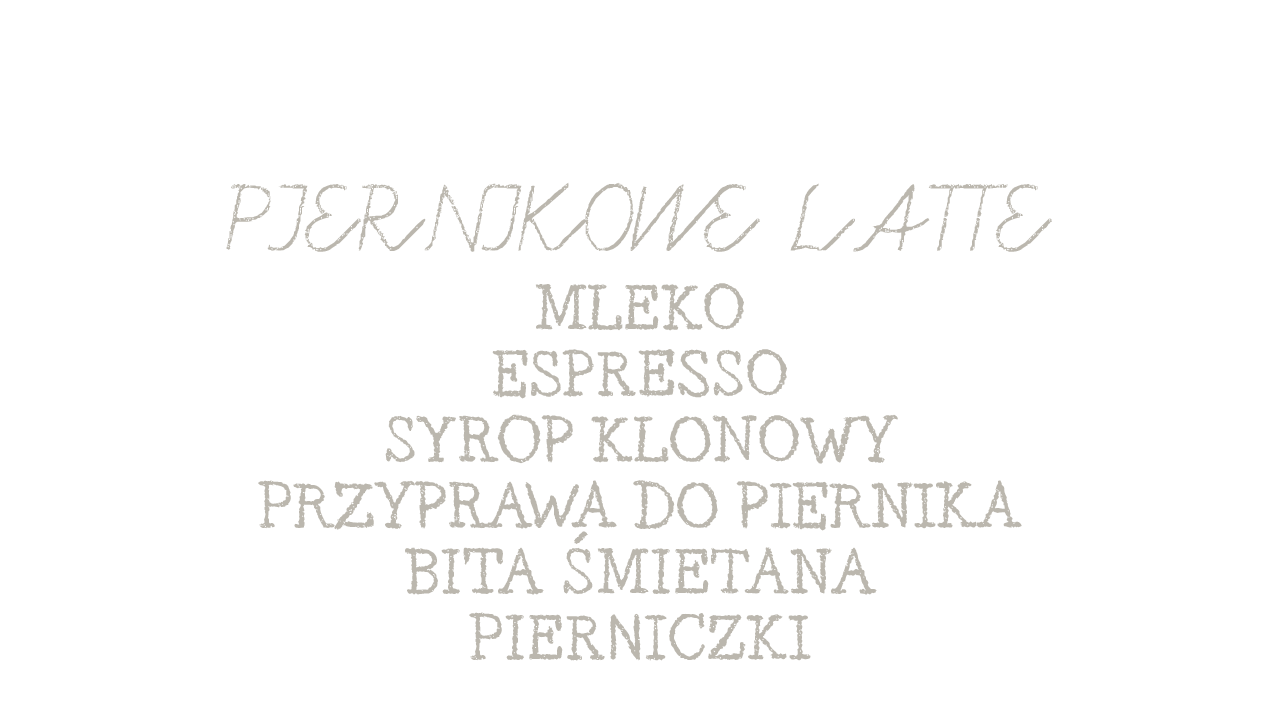 PIERNIKOWE LATTE
MLEKO
ESPRESSO
SYROP KLONOWY
PRZYPRAWA DO PIERNIKA
BITA ŚMIETANA
PIERNICZKI